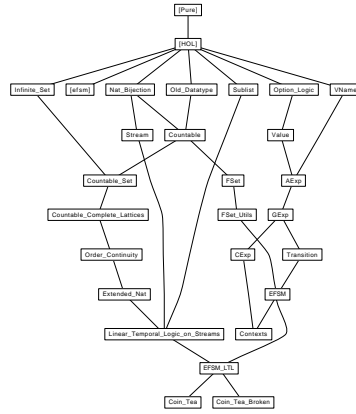 [Pure]
[HOL]
Infinite_Set [efsm] Nat_Bijection Old_Datatype Sublist Option_Logic VName
Stream Countable Value
Countable_Set FSet AExp
Countable_Complete_Lattices FSet_Utils GExp
Order_Continuity CExp Transition
Extended_Nat EFSM
Linear_Temporal_Logic_on_Streams Contexts
EFSM_LTL
Coin_Tea Coin_Tea_Broken